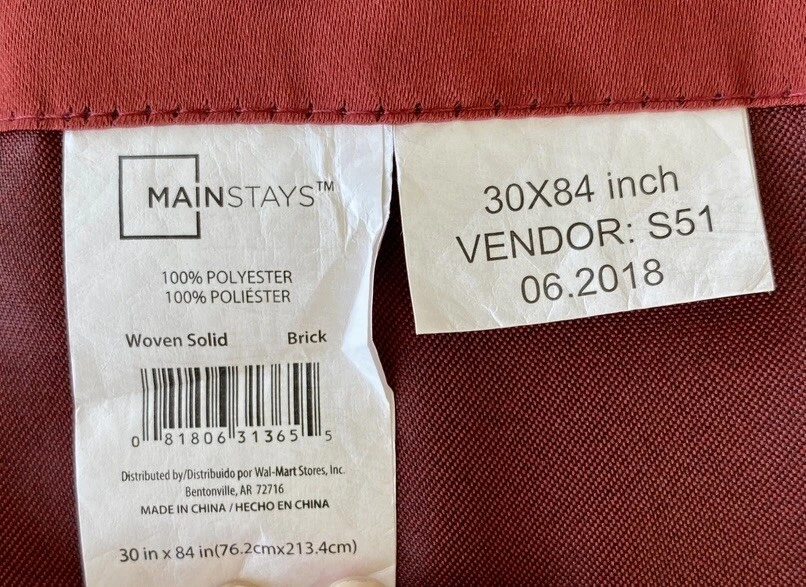 MAINSTAYS™
100% POLYESTER
100% POLIÉSTER
Woven Solid Brick
0 81806 31365 5
Distributed by/Distribuido por Wal-Mart Stores, Inc.
Bentonville, AR 72716
MADE IN CHINA / HECHO EN CHINA
30 in x 84 in(76.2cmx213.4cm)
30X84 inch
VENDOR: S51
06.2018